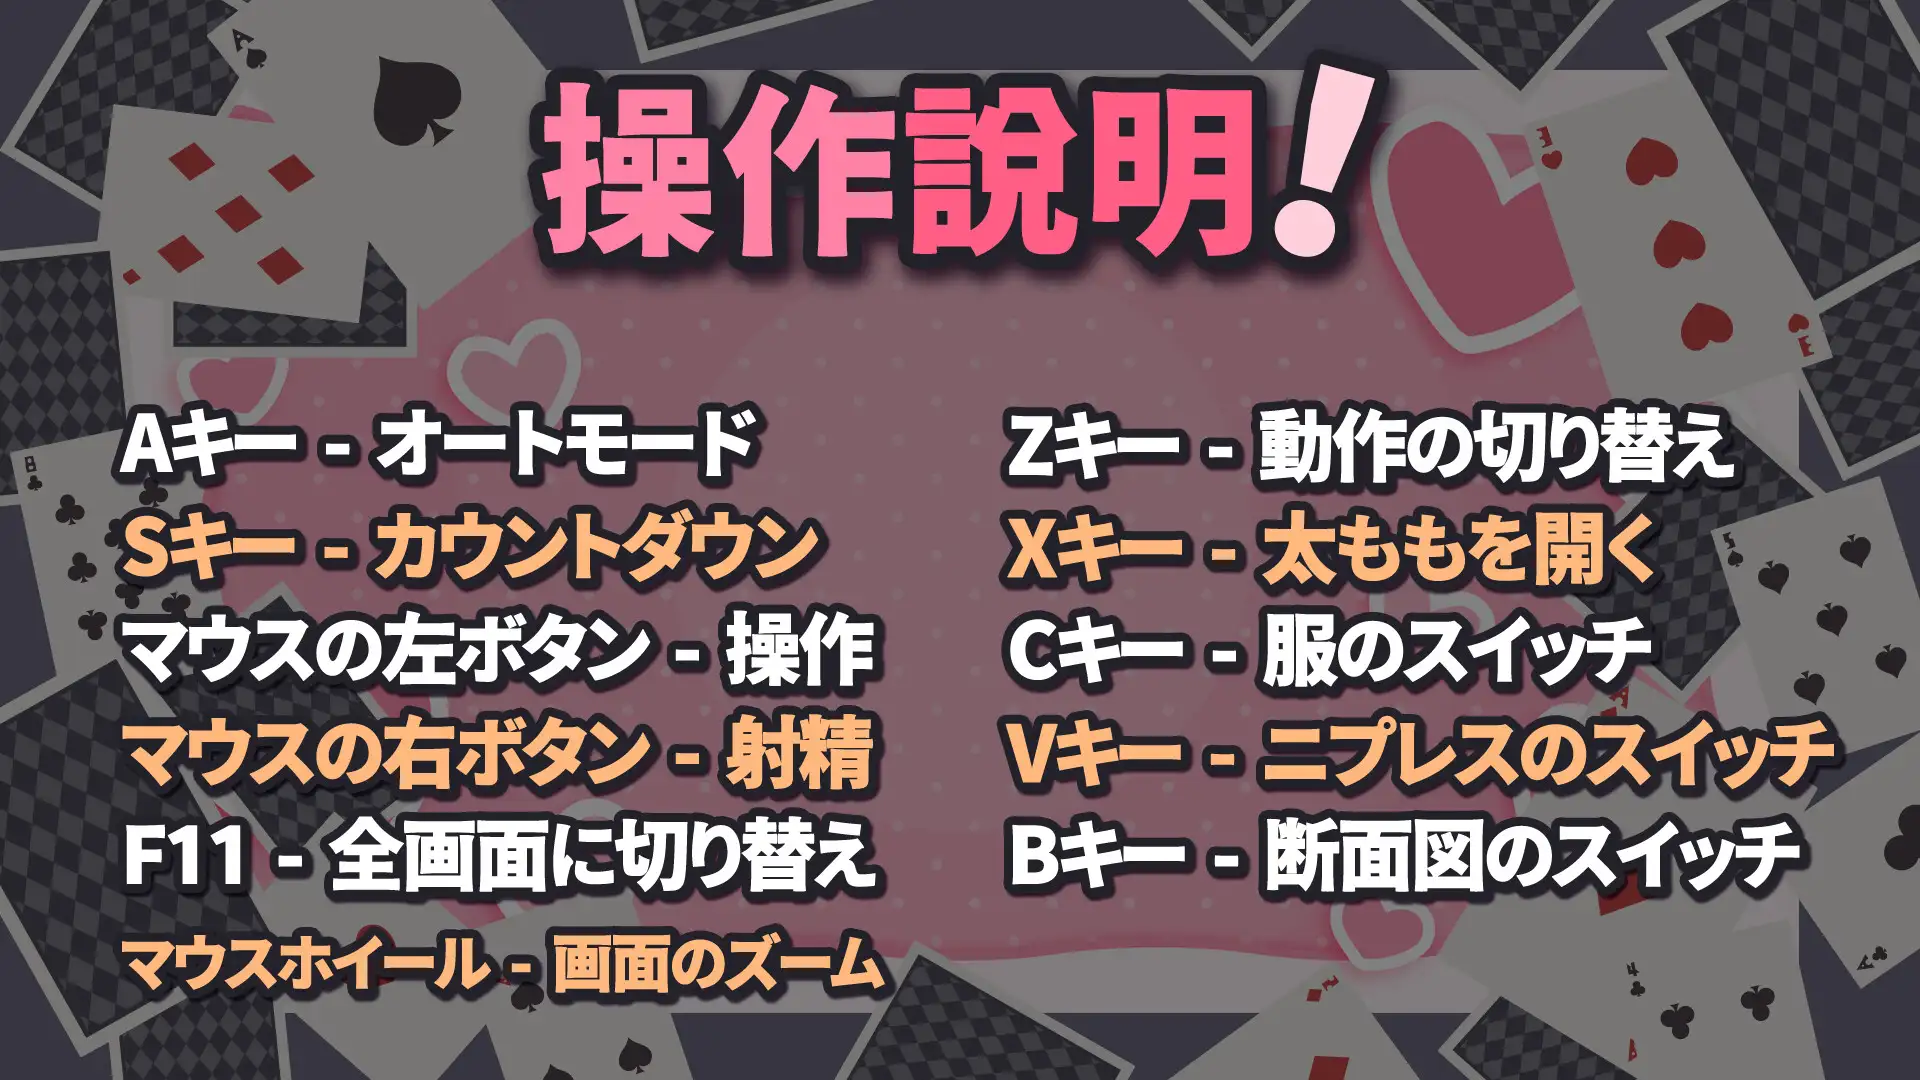 操作説明!
Aキー - オートモード
Sキー - カウントダウン
マウスの左ボタン - 操作
マウスの右ボタン - 射精
F11 - 全画面に切り替え
マウスホイール - 画面のズーム
Zキー - 動作の切り替え
Xキー - 太ももを開く
Cキー - 服のスイッチ
Vキー - ニプレスのスイッチ
Bキー - 断面図のスイッチ
A
E
E
8
5
4
A